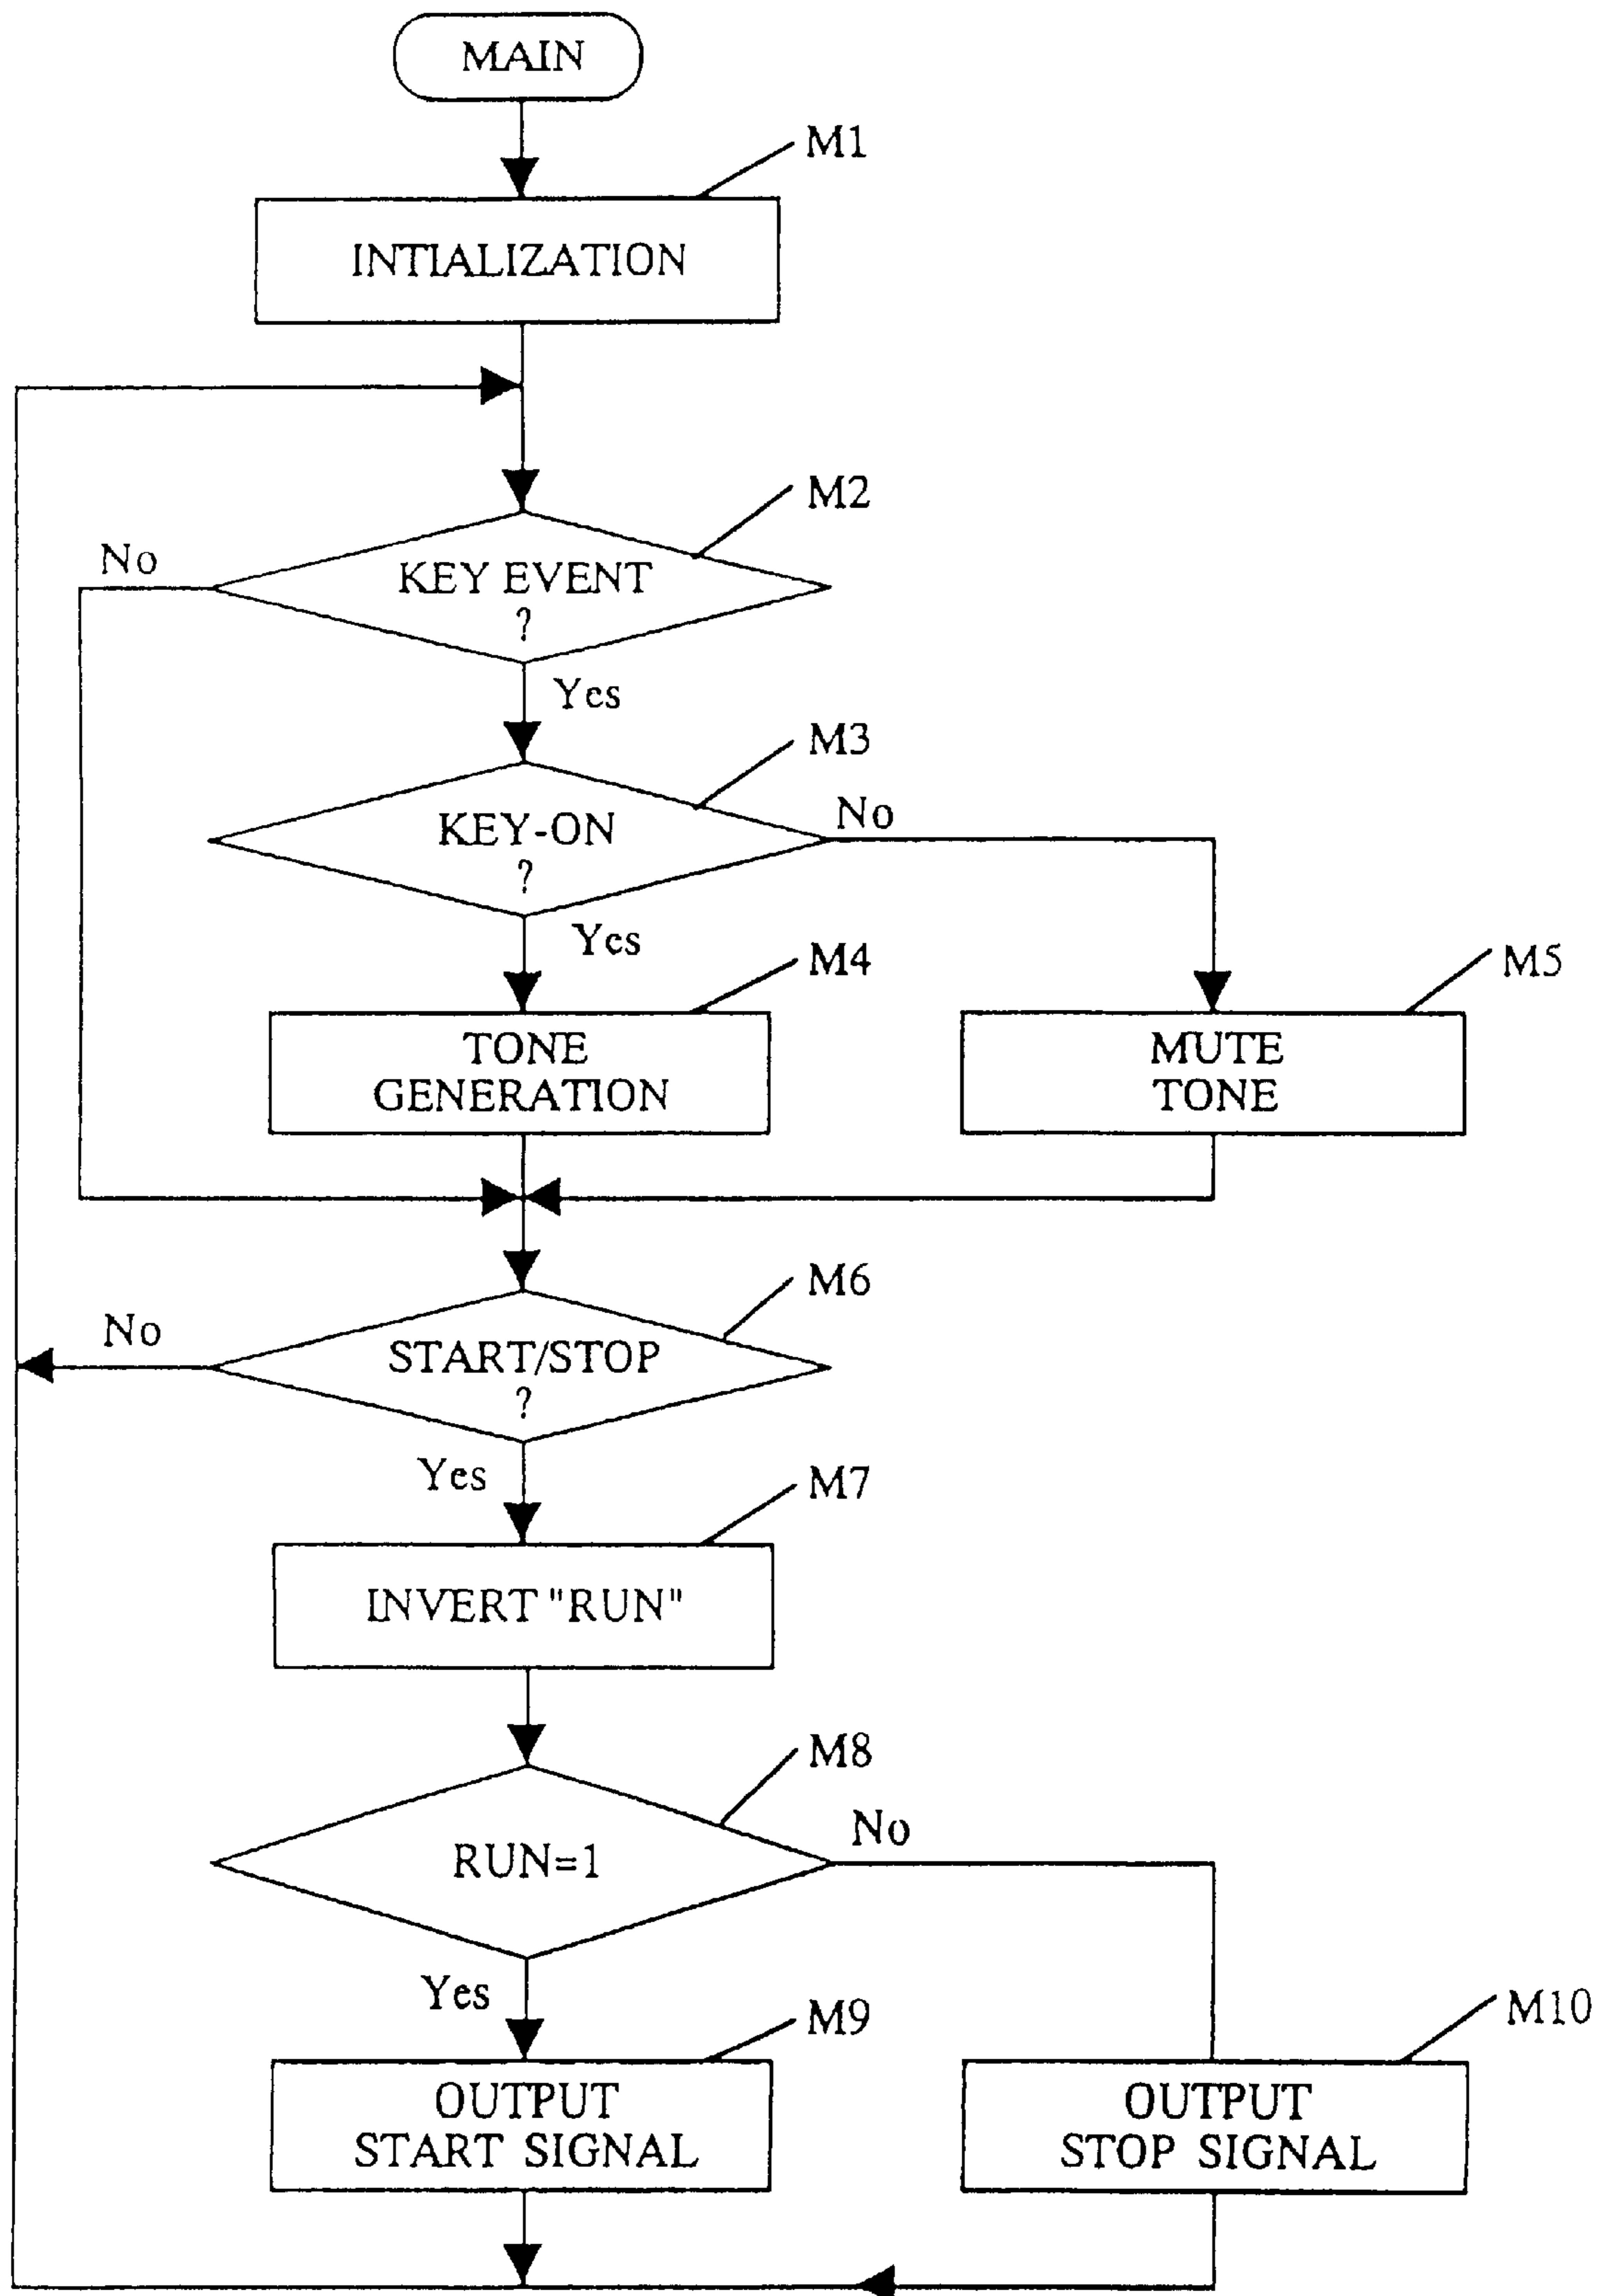 MAIN
M1
INTIALIZATION
M2
No
KEY EVENT
?
Yes
M3
KEY-ON
?
No
Yes
M4
M5
TONE
GENERATION
MUTE
TONE
M6
No
START/STOP
?
Yes
M7
INVERT "RUN"
M8
No
RUN=1
Yes
M9
M10
OUTPUT
START SIGNAL
OUTPUT
STOP SIGNAL